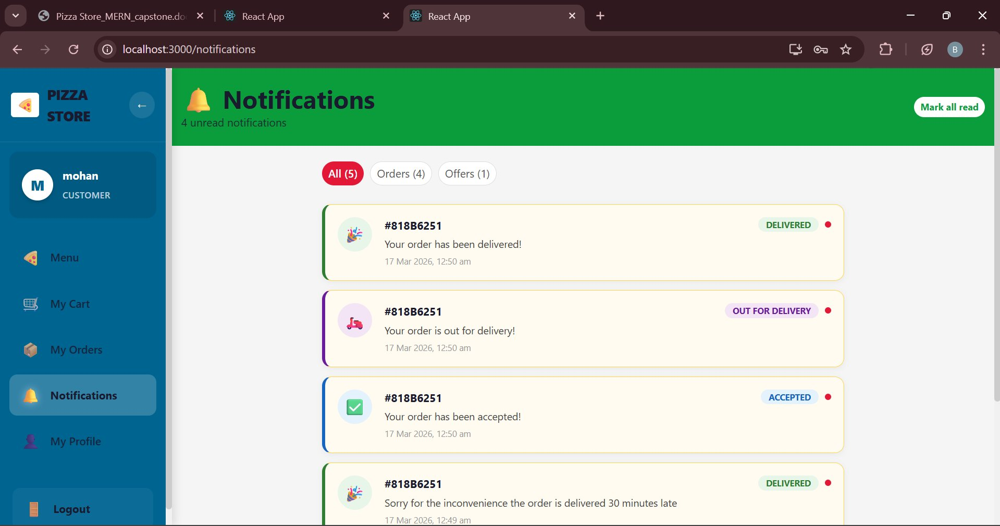 Pizza Store_MERN_capstone.do
React App
React App
localhost:3000/notifications
B
PIZZA
STORE
←
M
mohan
CUSTOMER
Menu
My Cart
My Orders
Notifications
My Profile
Logout
Notifications
4 unread notifications
Mark all read
All (5)
Orders (4)
Offers (1)
#818B6251
DELIVERED
Your order has been delivered!
17 Mar 2026, 12:50 am
#818B6251
OUT FOR DELIVERY
Your order is out for delivery!
17 Mar 2026, 12:50 am
#818B6251
ACCEPTED
Your order has been accepted!
17 Mar 2026, 12:50 am
#818B6251
DELIVERED
Sorry for the inconvenience the order is delivered 30 minutes late
17 Mar 2026, 12:49 am